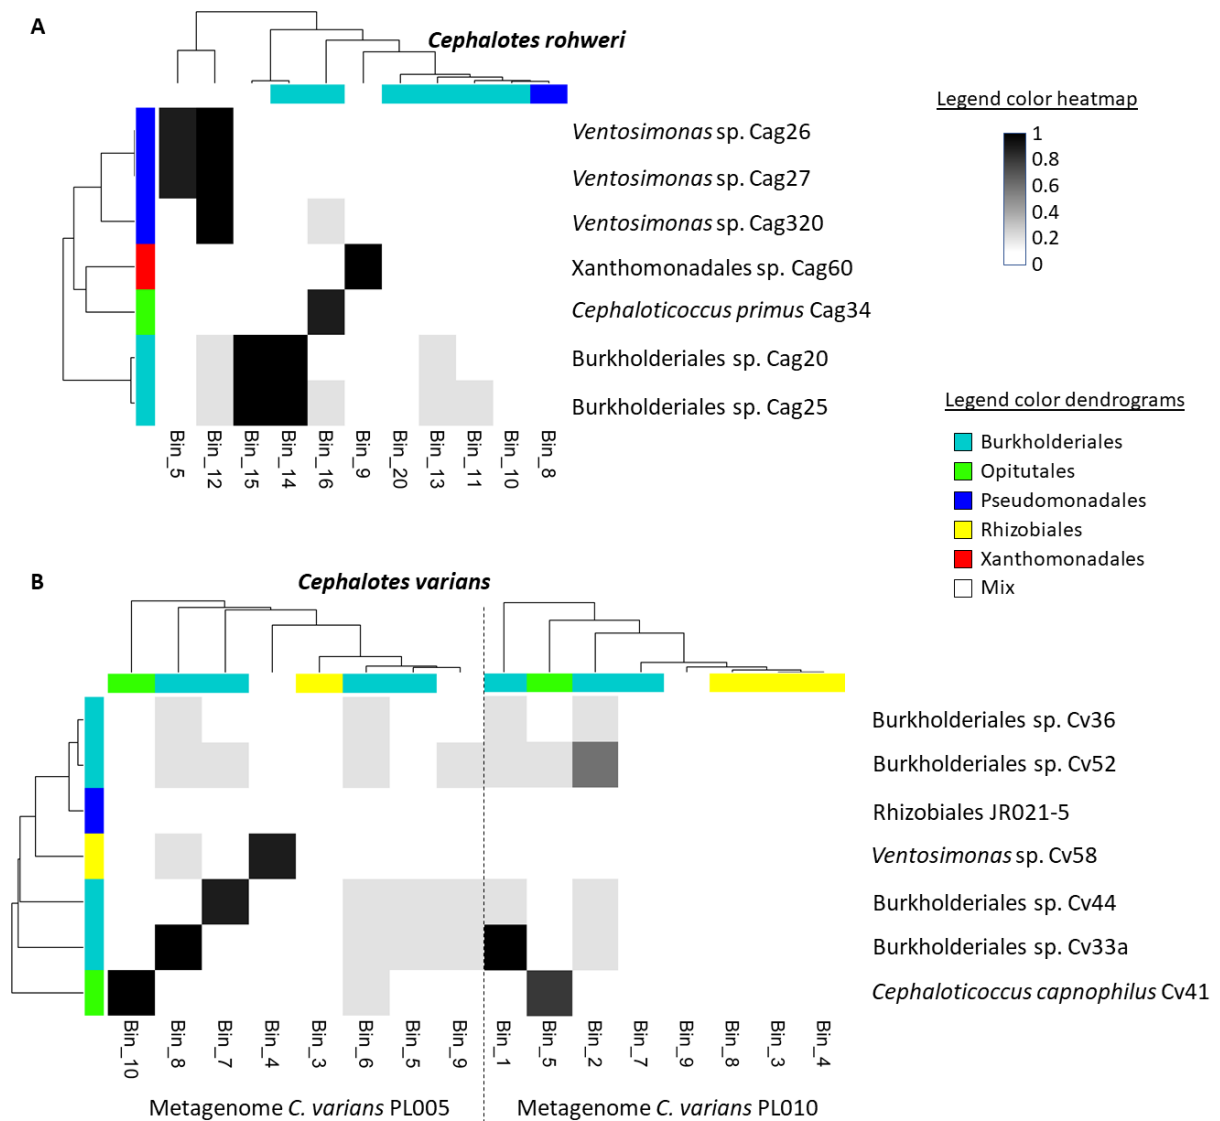 A
Cephalotes rohweri
Legend color heatmap
1
0.8
0.6
0.4
0.2
0
Ventosimonas sp. Cag26
Ventosimonas sp. Cag27
Ventosimonas sp. Cag320
Xanthomonadales sp. Cag60
Cephaloticoccus primus Cag34
Burkholderiales sp. Cag20
Burkholderiales sp. Cag25
Bin_5
Bin_12
Bin_15
Bin_14
Bin_16
Bin_9
Bin_20
Bin_13
Bin_11
Bin_10
Bin_8
Legend color dendrograms
Burkholderiales
Opitutales
Pseudomonadales
Rhizobiales
Xanthomonadales
Mix
B
Cephalotes varians
Burkholderiales sp. Cv36
Burkholderiales sp. Cv52
Rhizobiales JR021-5
Ventosimonas sp. Cv58
Burkholderiales sp. Cv44
Burkholderiales sp. Cv33a
Cephaloticoccus capnophilus Cv41
Bin_10
Bin_8
Bin_7
Bin_4
Bin_3
Bin_6
Bin_5
Bin_9
Bin_1
Bin_5
Bin_2
Bin_7
Bin_9
Bin_8
Bin_3
Bin_4
Metagenome C. varians PL005
Metagenome C. varians PL010